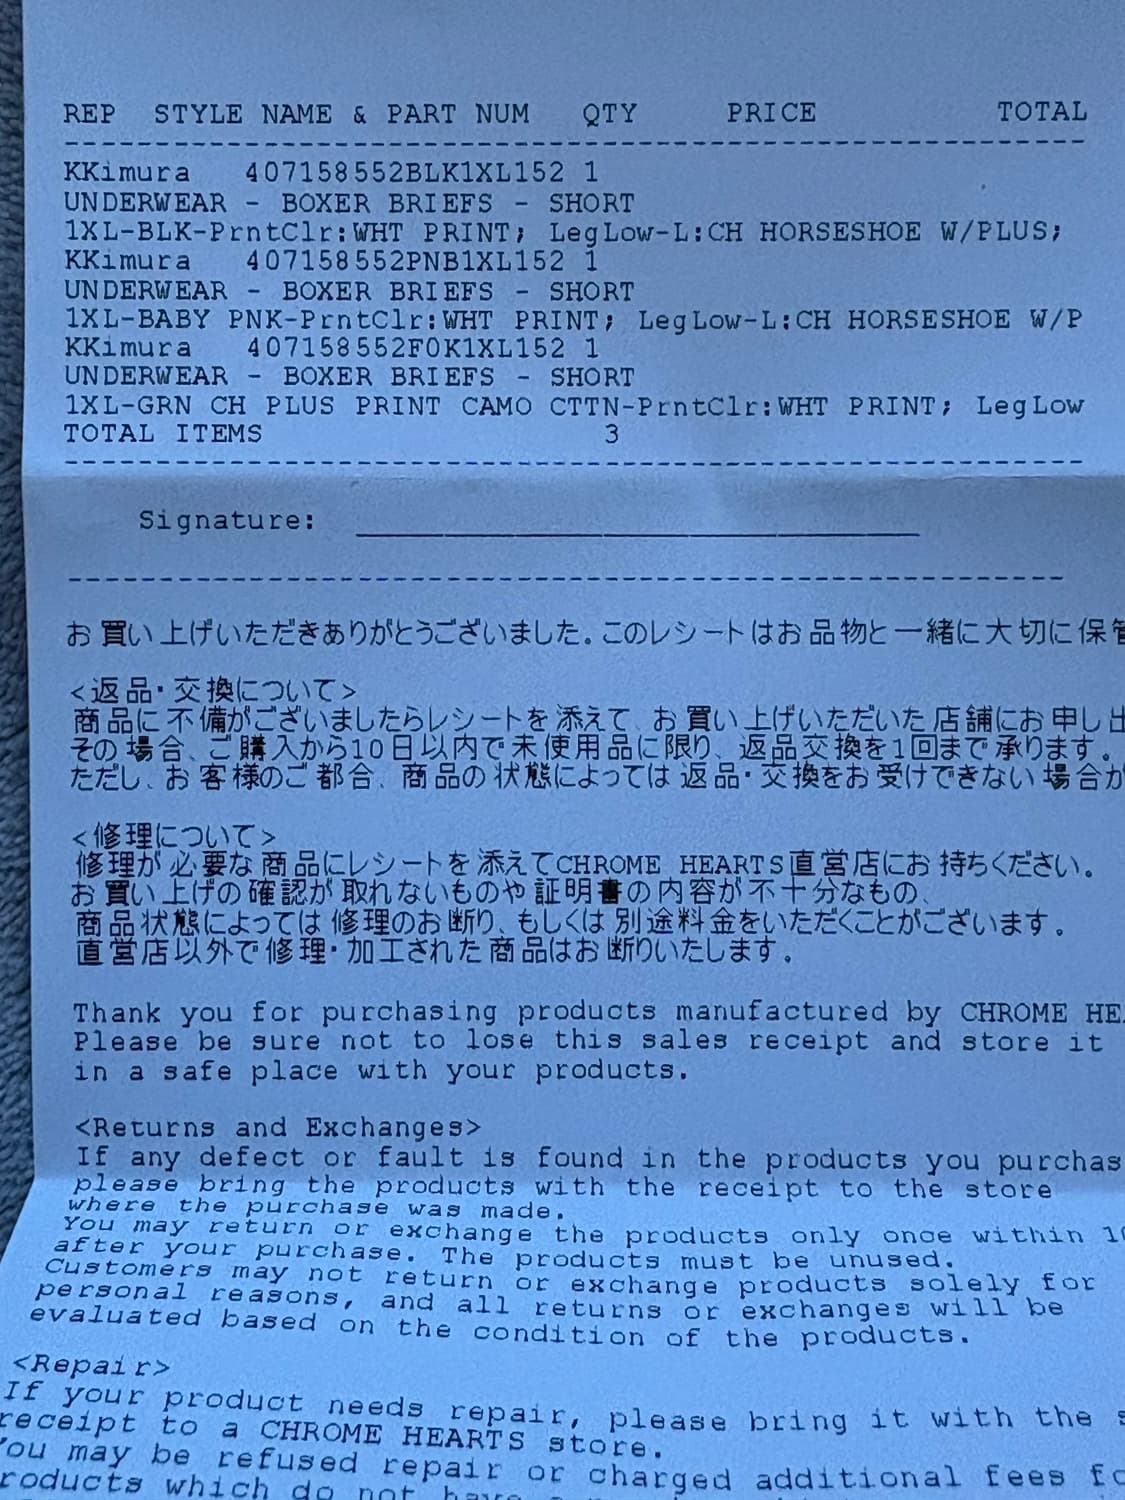 REP STYLE NAME & PART NUM QTY PRICE TOTAL
KKimura 407158552BLK1XL152 1
UNDERWEAR - BOXER BRIEFS - SHORT
1XL-BLK-PrntClr:WHT PRINT; LegLow-L:CH HORSESHOE W/PLUS;
KKimura 407158552PNB1XL152 1
UNDERWEAR - BOXER BRIEFS - SHORT
1XL-BABY PNK-PrntClr:WHT PRINT; LegLow-L:CH HORSESHOE W/P
KKimura 407158552F0K1XL152 1
UNDERWEAR - BOXER BRIEFS - SHORT
1XL-GRN CH PLUS PRINT CAMO CTTN-PrntClr:WHT PRINT; LegLow
TOTAL ITEMS 3
Signature:
お買い上げいただきありがとうございました。このレシートはお品物と一緒に大切に保管
<返品・交換について>
商品に不備がございましたらレシートを添えて、お買い上げいただいた店舗にお申し出
その場合、ご購入から10日以内で未使用品に限り、返品交換を1回まで承ります。
ただし、お客様のご都合、商品の状態によっては返品・交換をお受けできない場合が
<修理について>
修理が必要な商品にレシートを添えてCHROME HEARTS直営店にお持ちください。
お買い上げの確認が取れないものや証明書の内容が不十分なもの、
商品状態によっては修理のお断り、もしくは別途料金をいただくことがございます。
直営店以外で修理・加工された商品はお断りいたします。
Thank you for purchasing products manufactured by CHROME HEA
Please be sure not to lose this sales receipt and store it
in a safe place with your products.
<Returns and Exchanges>
If any defect or fault is found in the products you purchas
please bring the products with the receipt to the store
where the purchase was made.
You may return or exchange the products only once within 10
after your purchase. The products must be unused.
Customers may not return or exchange products solely for
personal reasons, and all returns or exchanges will be
evaluated based on the condition of the products.
<Repair>
If your product needs repair, please bring it with the s
receipt to a CHROME HEARTS store.
You may be refused repair or charged additional fees fo
roducts which do not have